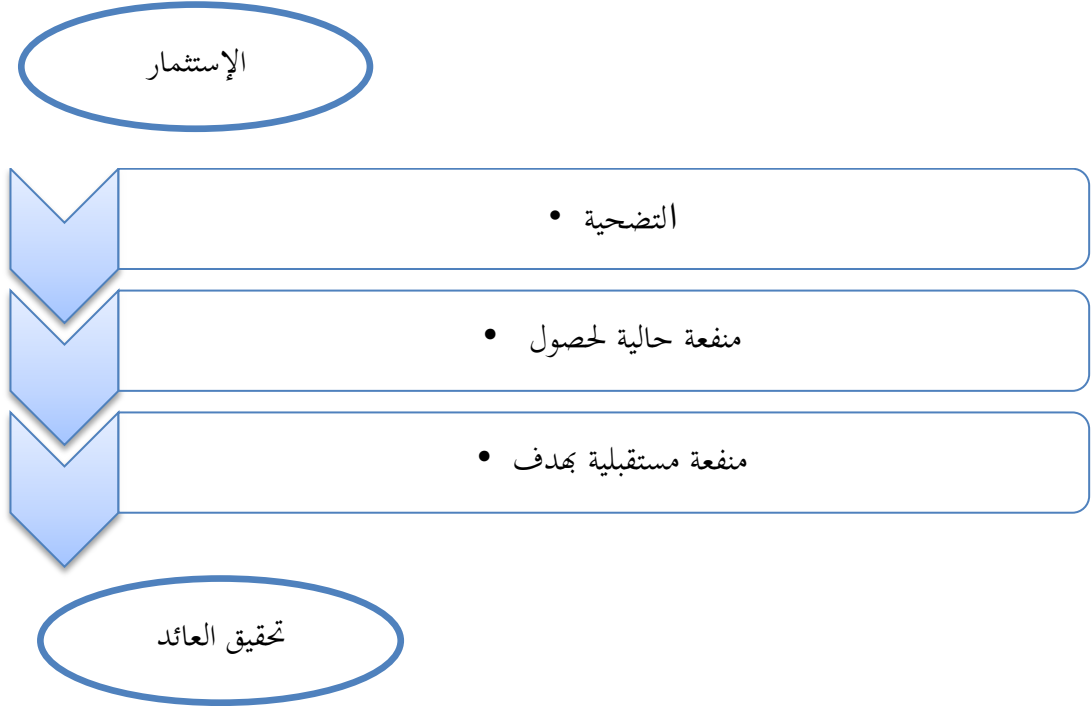 الإستثمار
التضحية •
منفعة حالية لحصول •
منفعة مستقبلية بهدف •
تحقيق العائد